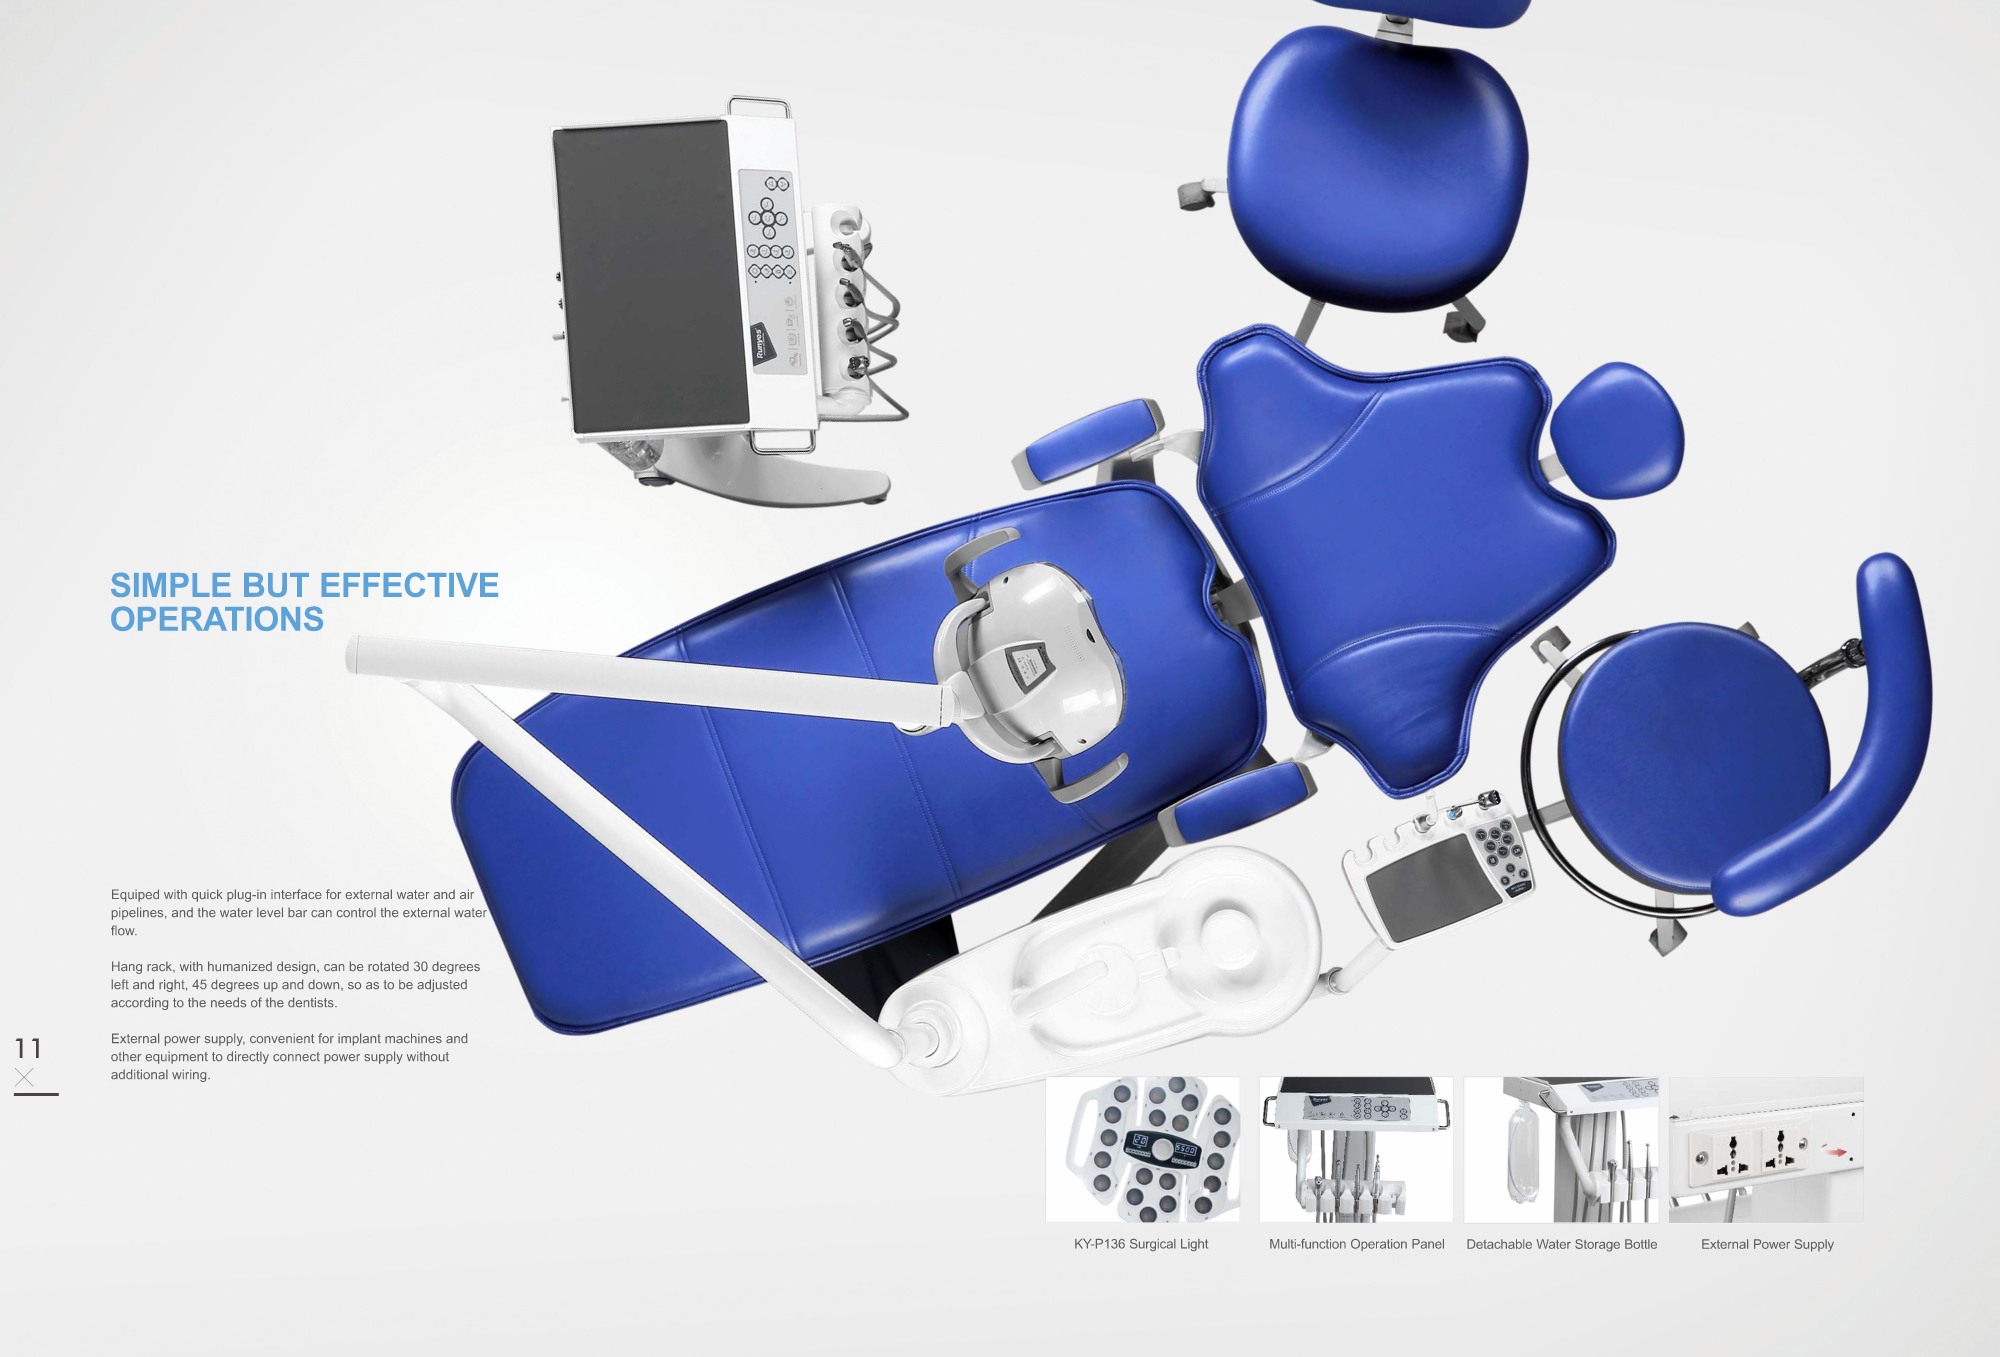 SIMPLE BUT EFFECTIVE
OPERATIONS
Runyes
Equiped with quick plug-in interface for external water and air
pipelines, and the water level bar can control the external water
flow.
Hang rack, with humanized design, can be rotated 30 degrees
left and right, 45 degrees up and down, so as to be adjusted
according to the needs of the dentists.
External power supply, convenient for implant machines and
other equipment to directly connect power supply without
additional wiring.
11
20
5500
KY-P136 Surgical Light
Multi-function Operation Panel
Detachable Water Storage Bottle
External Power Supply